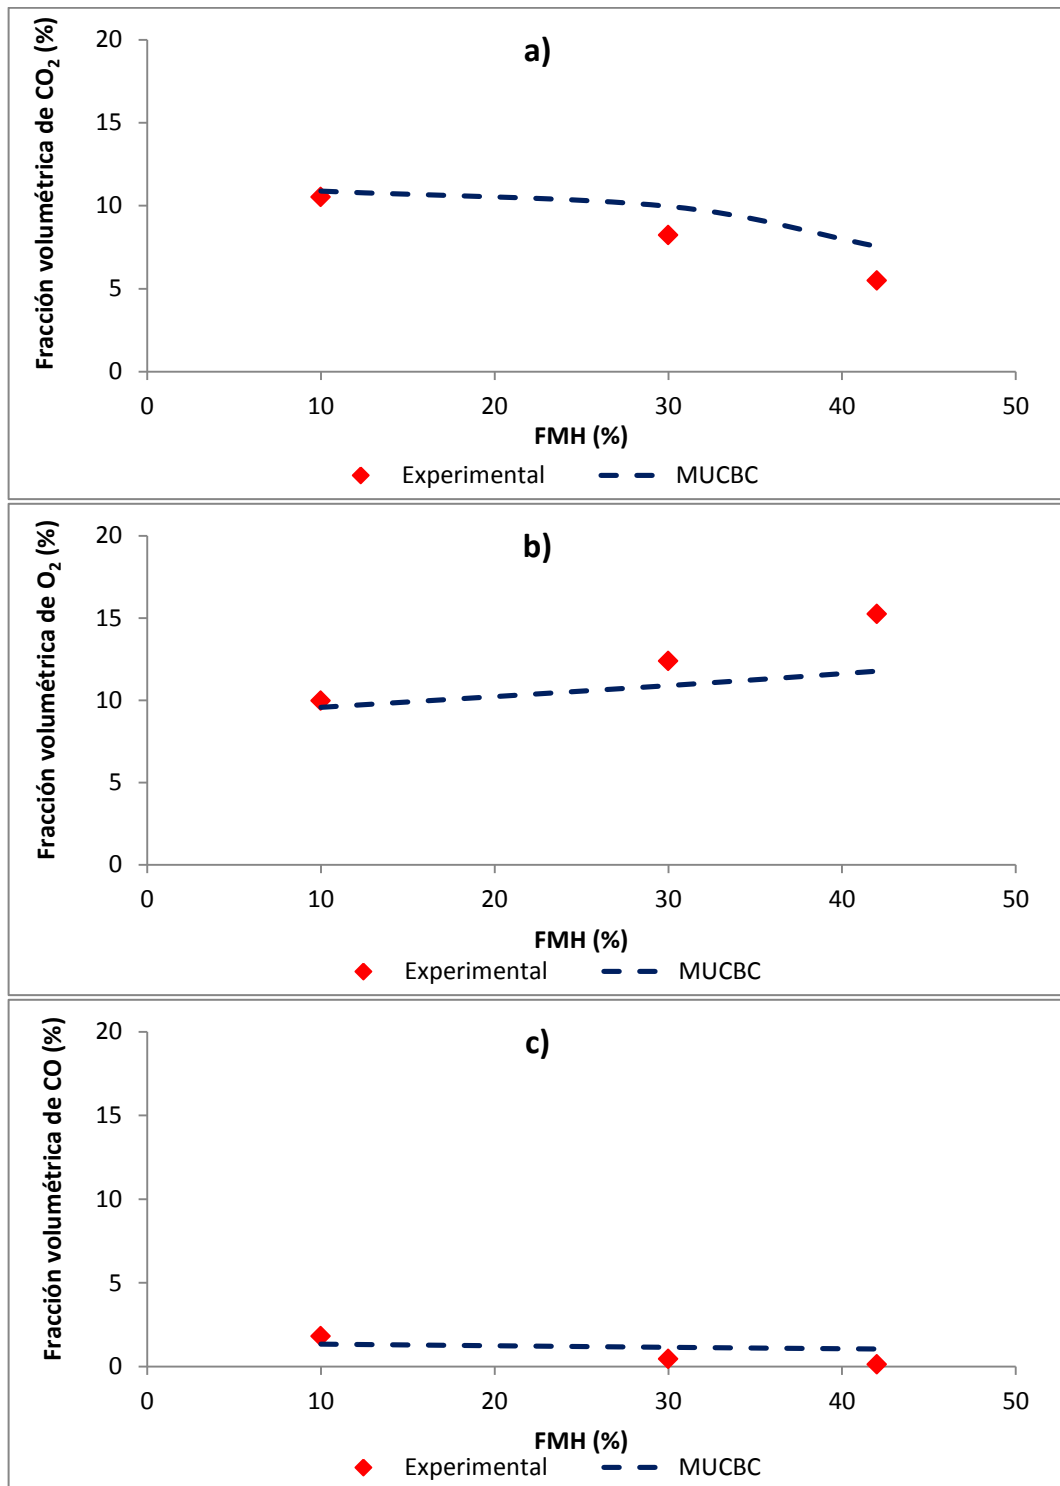 a)
Fracción volumétrica de CO₂ (%)
20
15
10
5
0
0 10 20 30 40 50
FMH (%)
Experimental MUCBC
b)
Fracción volumétrica de O₂ (%)
20
15
10
5
0
0 10 20 30 40 50
FMH (%)
Experimental MUCBC
c)
Fracción volumétrica de CO (%)
20
15
10
5
0
0 10 20 30 40 50
FMH (%)
Experimental MUCBC